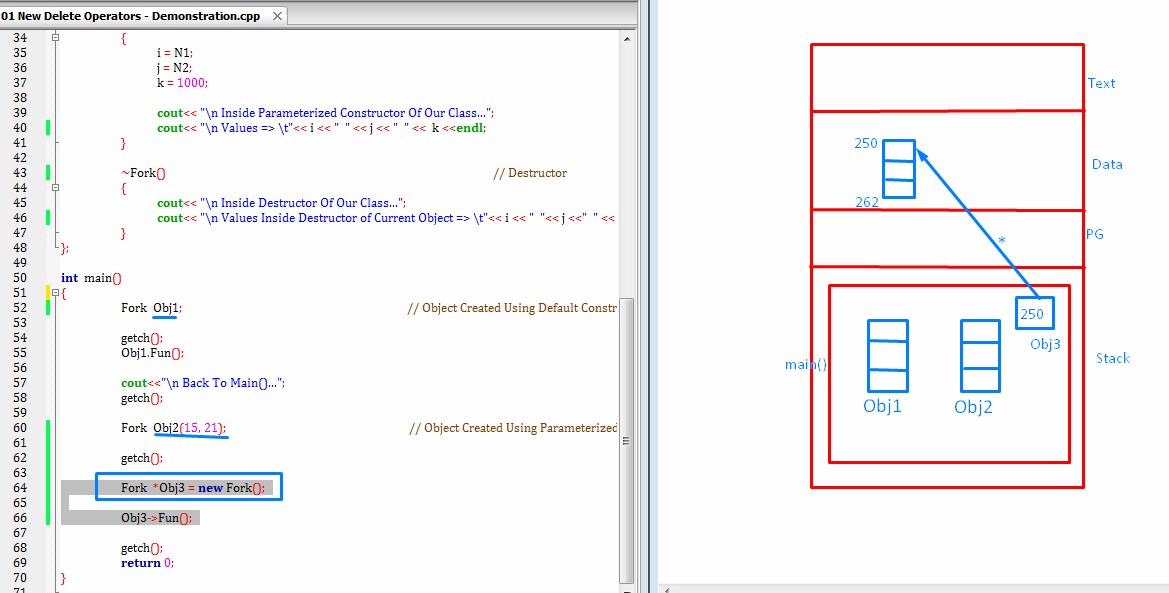 01 New Delete Operators - Demonstration.cpp
34 {
35 i = N1;
36 j = N2;
37 k = 1000;
38
39 cout<< "\n Inside Parameterized Constructor Of Our Class...";
40 cout<< "\n Values => \t"<< i << "  " << j << "  " <<  k <<endl;
41 }
42
43 ~Fork() // Destructor
44 {
45 cout<< "\n Inside Destructor Of Our Class...";
46 cout<< "\n Values Inside Destructor of Current Object => \t"<< i << "  "<< j <<"  " <<
47 }
48 };
49
50 int main()
51 {
52 Fork Obj1; // Object Created Using Default Constr
53
54 getch();
55 Obj1.Fun();
56
57 cout<<"\n Back To Main()...";
58 getch();
59
60 Fork Obj2(15, 21); // Object Created Using Parameterized
61
62 getch();
63
64 Fork *Obj3 = new Fork();
65
66 Obj3->Fun();
67
68 getch();
69 return 0;
70 }
71
Text
250
Data
262
PG
*
250
Obj3
Stack
main()
Obj1 Obj2